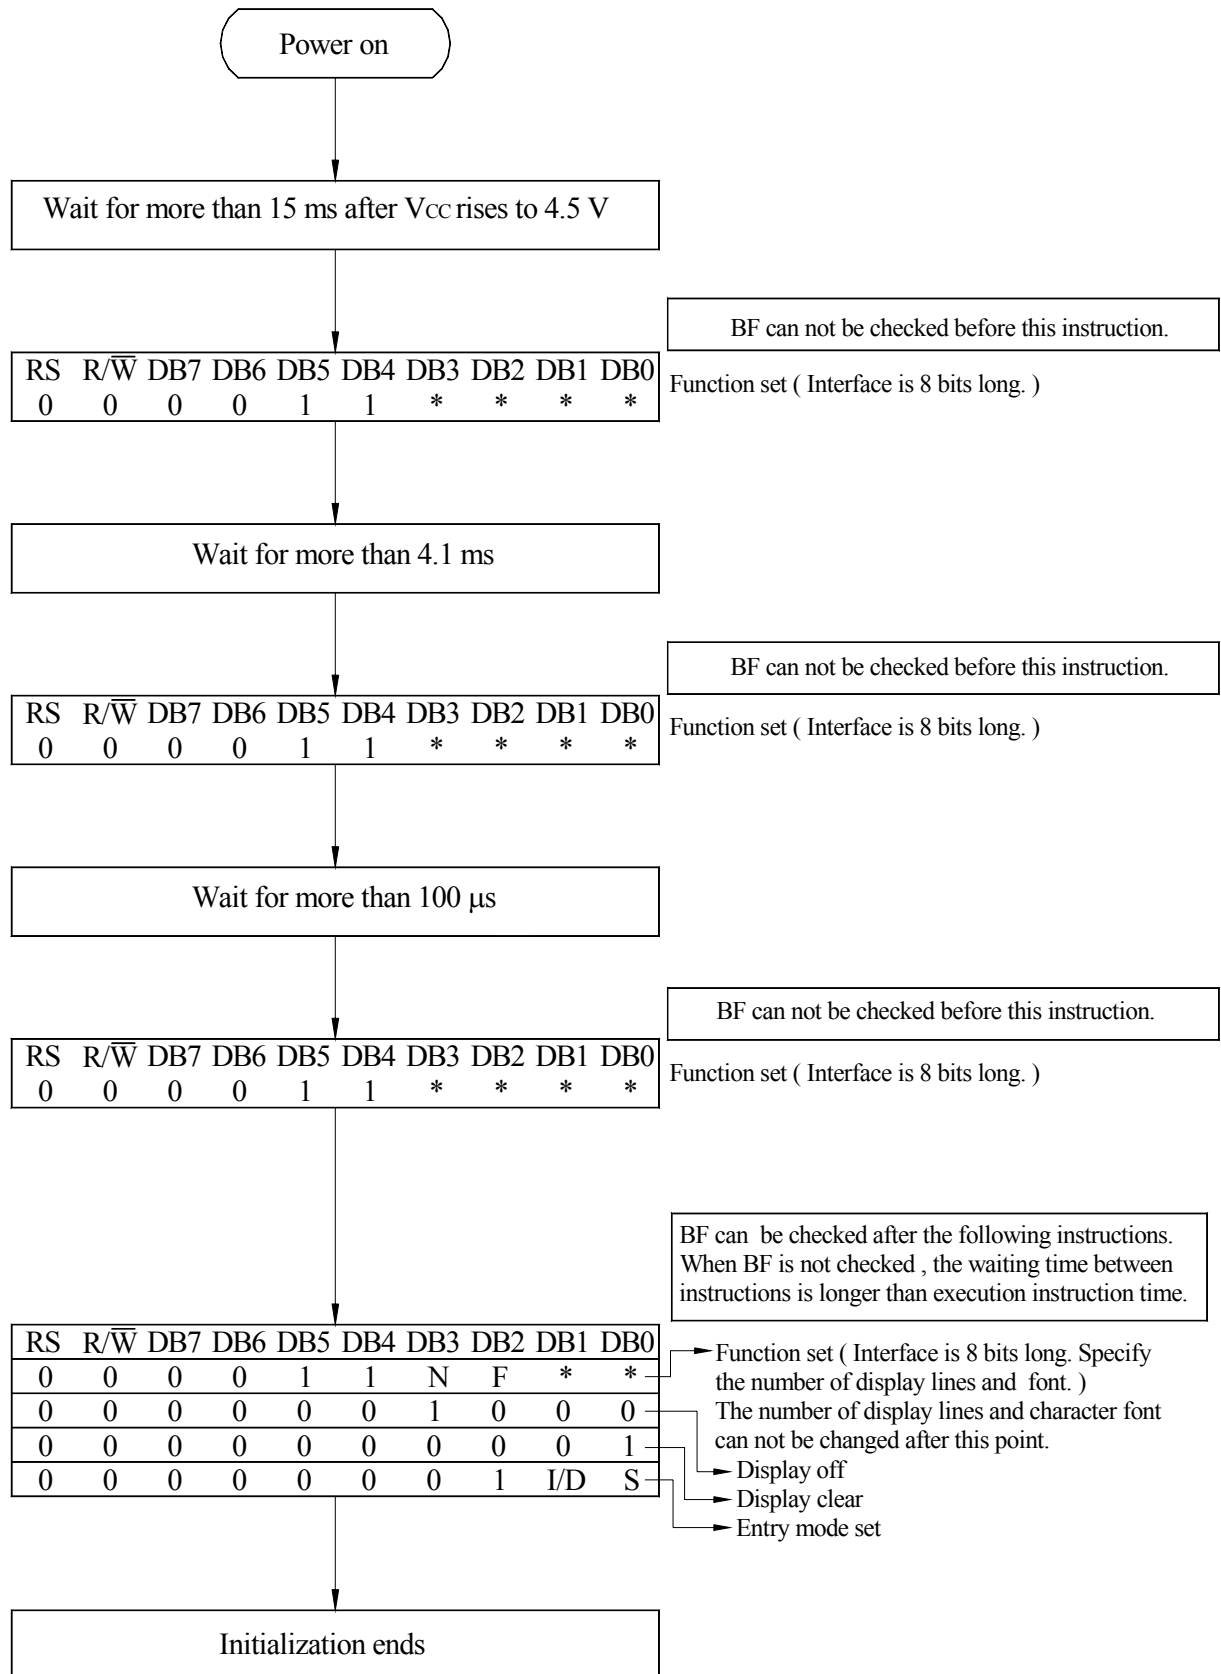 Power on
Wait for more than 15 ms after VCC rises to 4.5 V
BF can not be checked before this instruction.
RS R/W̅ DB7 DB6 DB5 DB4 DB3 DB2 DB1 DB0
0 0 0 0 1 1 * * * *
Function set ( Interface is 8 bits long. )
Wait for more than 4.1 ms
BF can not be checked before this instruction.
RS R/W̅ DB7 DB6 DB5 DB4 DB3 DB2 DB1 DB0
0 0 0 0 1 1 * * * *
Function set ( Interface is 8 bits long. )
Wait for more than 100 μs
BF can not be checked before this instruction.
RS R/W̅ DB7 DB6 DB5 DB4 DB3 DB2 DB1 DB0
0 0 0 0 1 1 * * * *
Function set ( Interface is 8 bits long. )
BF can be checked after the following instructions.
When BF is not checked , the waiting time between
instructions is longer than execution instruction time.
RS R/W̅ DB7 DB6 DB5 DB4 DB3 DB2 DB1 DB0
0 0 0 0 1 1 N F * *
0 0 0 0 0 0 1 0 0 0
0 0 0 0 0 0 0 0 0 1
0 0 0 0 0 0 0 1 I/D S
Function set ( Interface is 8 bits long. Specify
the number of display lines and font. )
The number of display lines and character font
can not be changed after this point.
Display off
Display clear
Entry mode set
Initialization ends